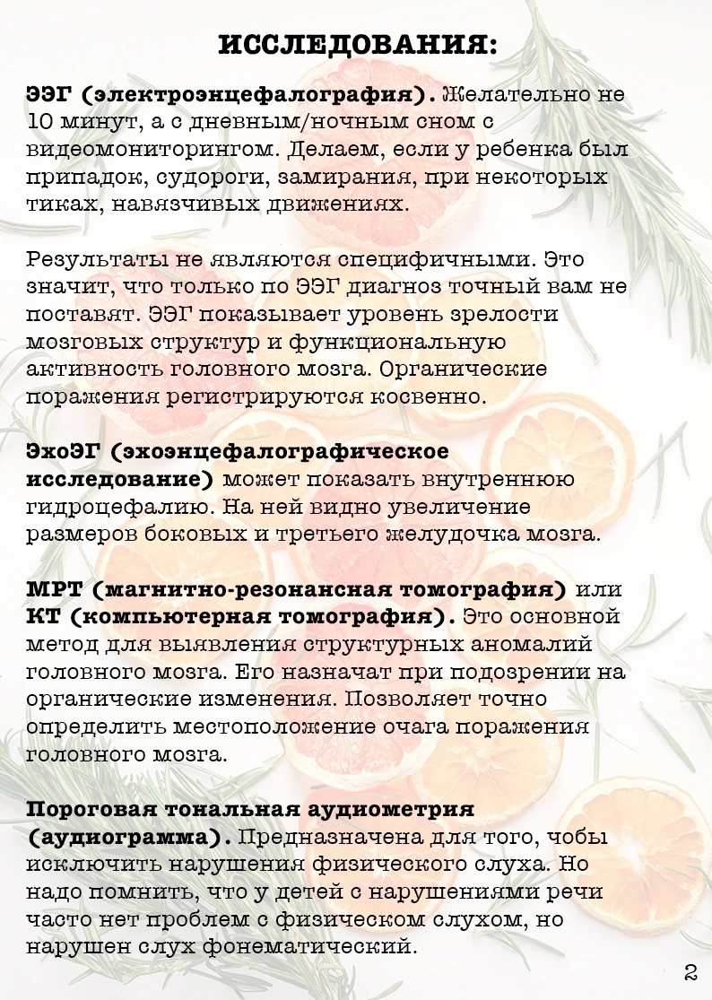 ИССЛЕДОВАНИЯ:
ЭЭГ (электроэнцефалография). Желательно не
10 минут, а с дневным/ночным сном с
видеомониторингом. Делаем, если у ребенка был
припадок, судороги, замирания, при некоторых
тиках, навязчивых движениях.
Результаты не являются специфичными. Это
значит, что только по ЭЭГ диагноз точный вам не
поставят. ЭЭГ показывает уровень зрелости
мозговых структур и функциональную
активность головного мозга. Органические
поражения регистрируются косвенно.
ЭхоЭГ (эхоэнцефалографическое
исследование) может показать внутреннюю
гидроцефалию. На ней видно увеличение
размеров боковых и третьего желудочка мозга.
МРТ (магнитно-резонансная томография) или
КТ (компьютерная томография). Это основной
метод для выявления структурных аномалий
головного мозга. Его назначат при подозрении на
органические изменения. Позволяет точно
определить местоположение очага поражения
головного мозга.
Пороговая тональная аудиометрия
(аудиограмма). Предназначена для того, чобы
исключить нарушения физического слуха. Но
надо помнить, что у детей с нарушениями речи
часто нет проблем с физическом слухом, но
нарушен слух фонематический.
2